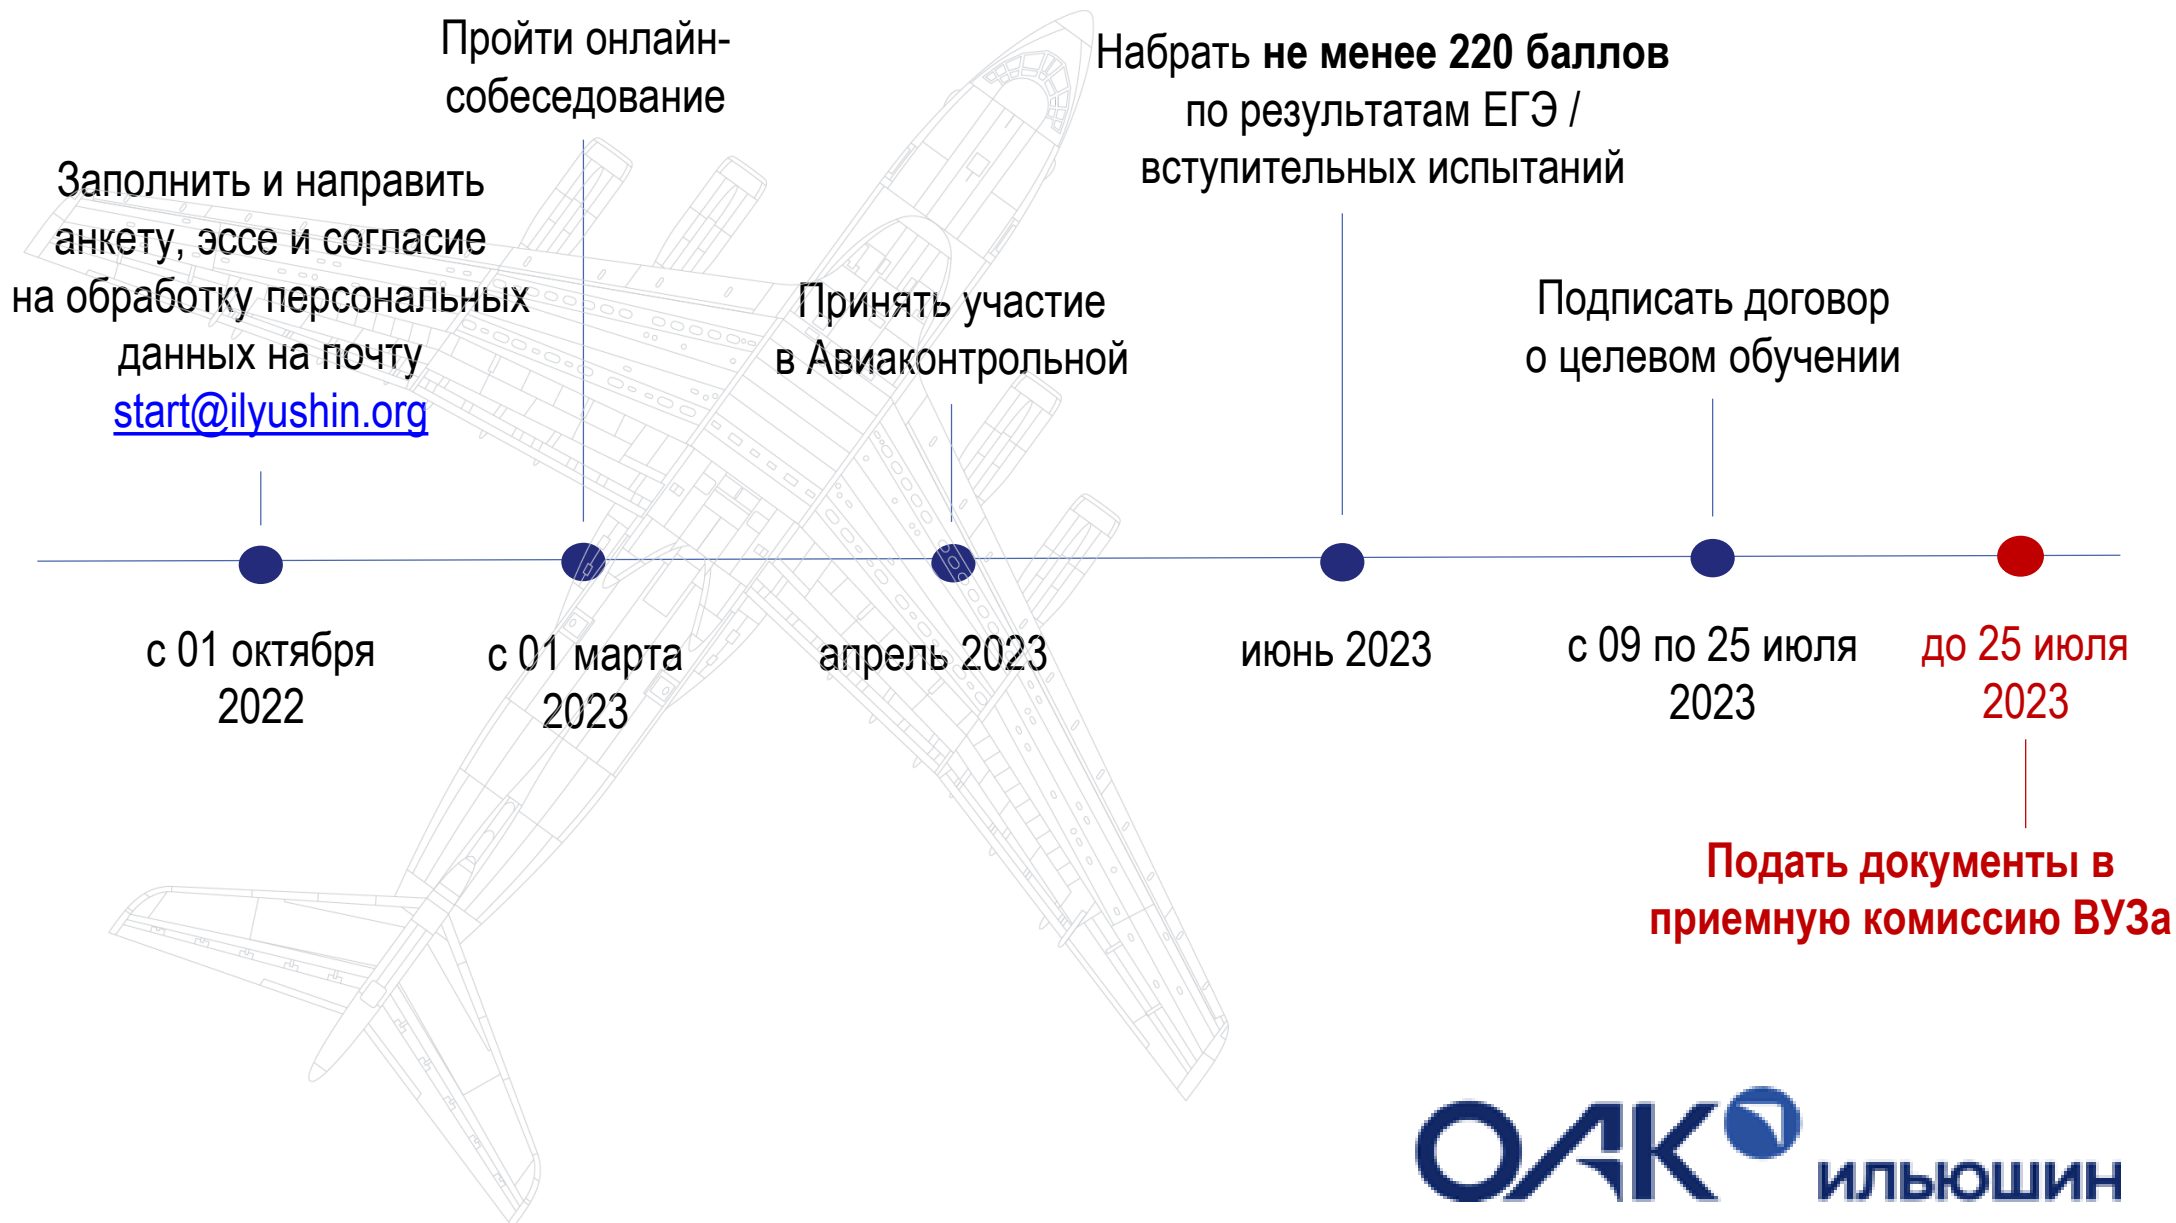 Пройти онлайн-
собеседование
Набрать не менее 220 баллов
по результатам ЕГЭ /
вступительных испытаний
Заполнить и направить
анкету, эссе и согласие
на обработку персональных
данных на почту
start@ilyushin.org
Принять участие
в Авиаконтрольной
Подписать договор
о целевом обучении
с 01 октября
2022
с 01 марта
2023
апрель 2023
июнь 2023
с 09 по 25 июля
2023
до 25 июля
2023
Подать документы в
приемную комиссию ВУЗа
ОАК
ИЛЬЮШИН